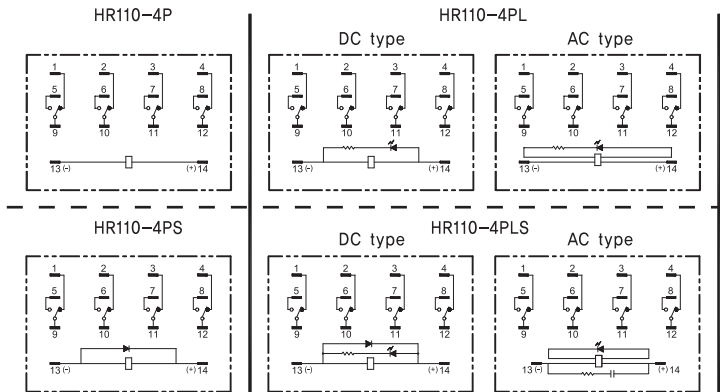 HR110-4P
1 2 3 4
5 6 7 8
9 10 11 12
13 (-) (+) 14
HR110-4PL
DC type
1 2 3 4
5 6 7 8
9 10 11 12
13 (-) (+) 14
AC type
1 2 3 4
5 6 7 8
9 10 11 12
13 (-) (+) 14
HR110-4PS
1 2 3 4
5 6 7 8
9 10 11 12
13 (-) (+) 14
HR110-4PLS
DC type
1 2 3 4
5 6 7 8
9 10 11 12
13 (-) (+) 14
AC type
1 2 3 4
5 6 7 8
9 10 11 12
13 (-) (+) 14